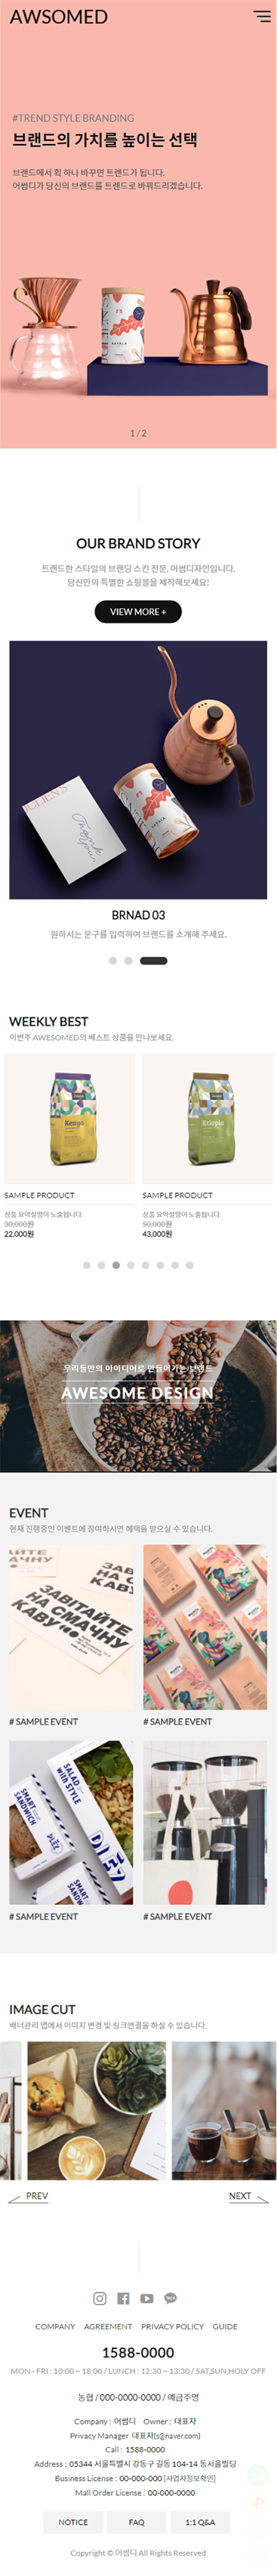 AWSOMED
#TREND STYLE BRANDING
브랜드의 가치를 높이는 선택
브랜드에서 획 하나 바꾸면 트렌드가 됩니다.
어썸디가 당신의 브랜드를 트렌드로 바꿔드리겠습니다.
1 / 2
OUR BRAND STORY
트랜드한 스타일의 브랜딩 스킨 전문, 어썸디자인입니다.
당신만의 특별한 쇼핑몰을 제작해보세요!
VIEW MORE +
BRNAD 03
원하시는 문구를 입력하여 브랜드를 소개해 주세요.
WEEKLY BEST
이번주 AWESOMED의 베스트 상품을 만나보세요.
Kenya
Etiopia
SAMPLE PRODUCT
SAMPLE PRODUCT
상품 요약설명이 노출됩니다.
상품 요약설명이 노출됩니다.
30,000원
50,000원
22,000원
43,000원
우리들만의 아이디어로 만들어가는 브랜드
AWESOME DESIGN
EVENT
현재 진행중인 이벤트에 참여하시면 혜택을 받으실 수 있습니다.
ЗАВІТАЙТЕ
НА СМАЧНУ
КАВУ
# SAMPLE EVENT
# SAMPLE EVENT
SALAD
with STYLE
SMART
SANDWICH
# SAMPLE EVENT
# SAMPLE EVENT
IMAGE CUT
배너관리 앱에서 이미지 변경 및 링크연결을 하실 수 있습니다.
PREV
NEXT
COMPANY AGREEMENT PRIVACY POLICY GUIDE
1588-0000
MON - FRI : 10:00 ~ 18:00 / LUNCH : 12:30 ~ 13:30 / SAT,SUN,HOLY OFF
농협 / 000-0000-0000 / 예금주명
Company : 어썸디 Owner : 대표자
Privacy Manager 대표자(s@naver.com)
Call : 1588-0000
Address : 05344 서울특별시 강동구 길동 104-14 동서울빌딩
Business License : 00-000-000 [사업자정보확인]
Mall Order License : 00-000-0000
NOTICE
FAQ
1:1 Q&A
Copyright © 어썸디 All Rights Reserved